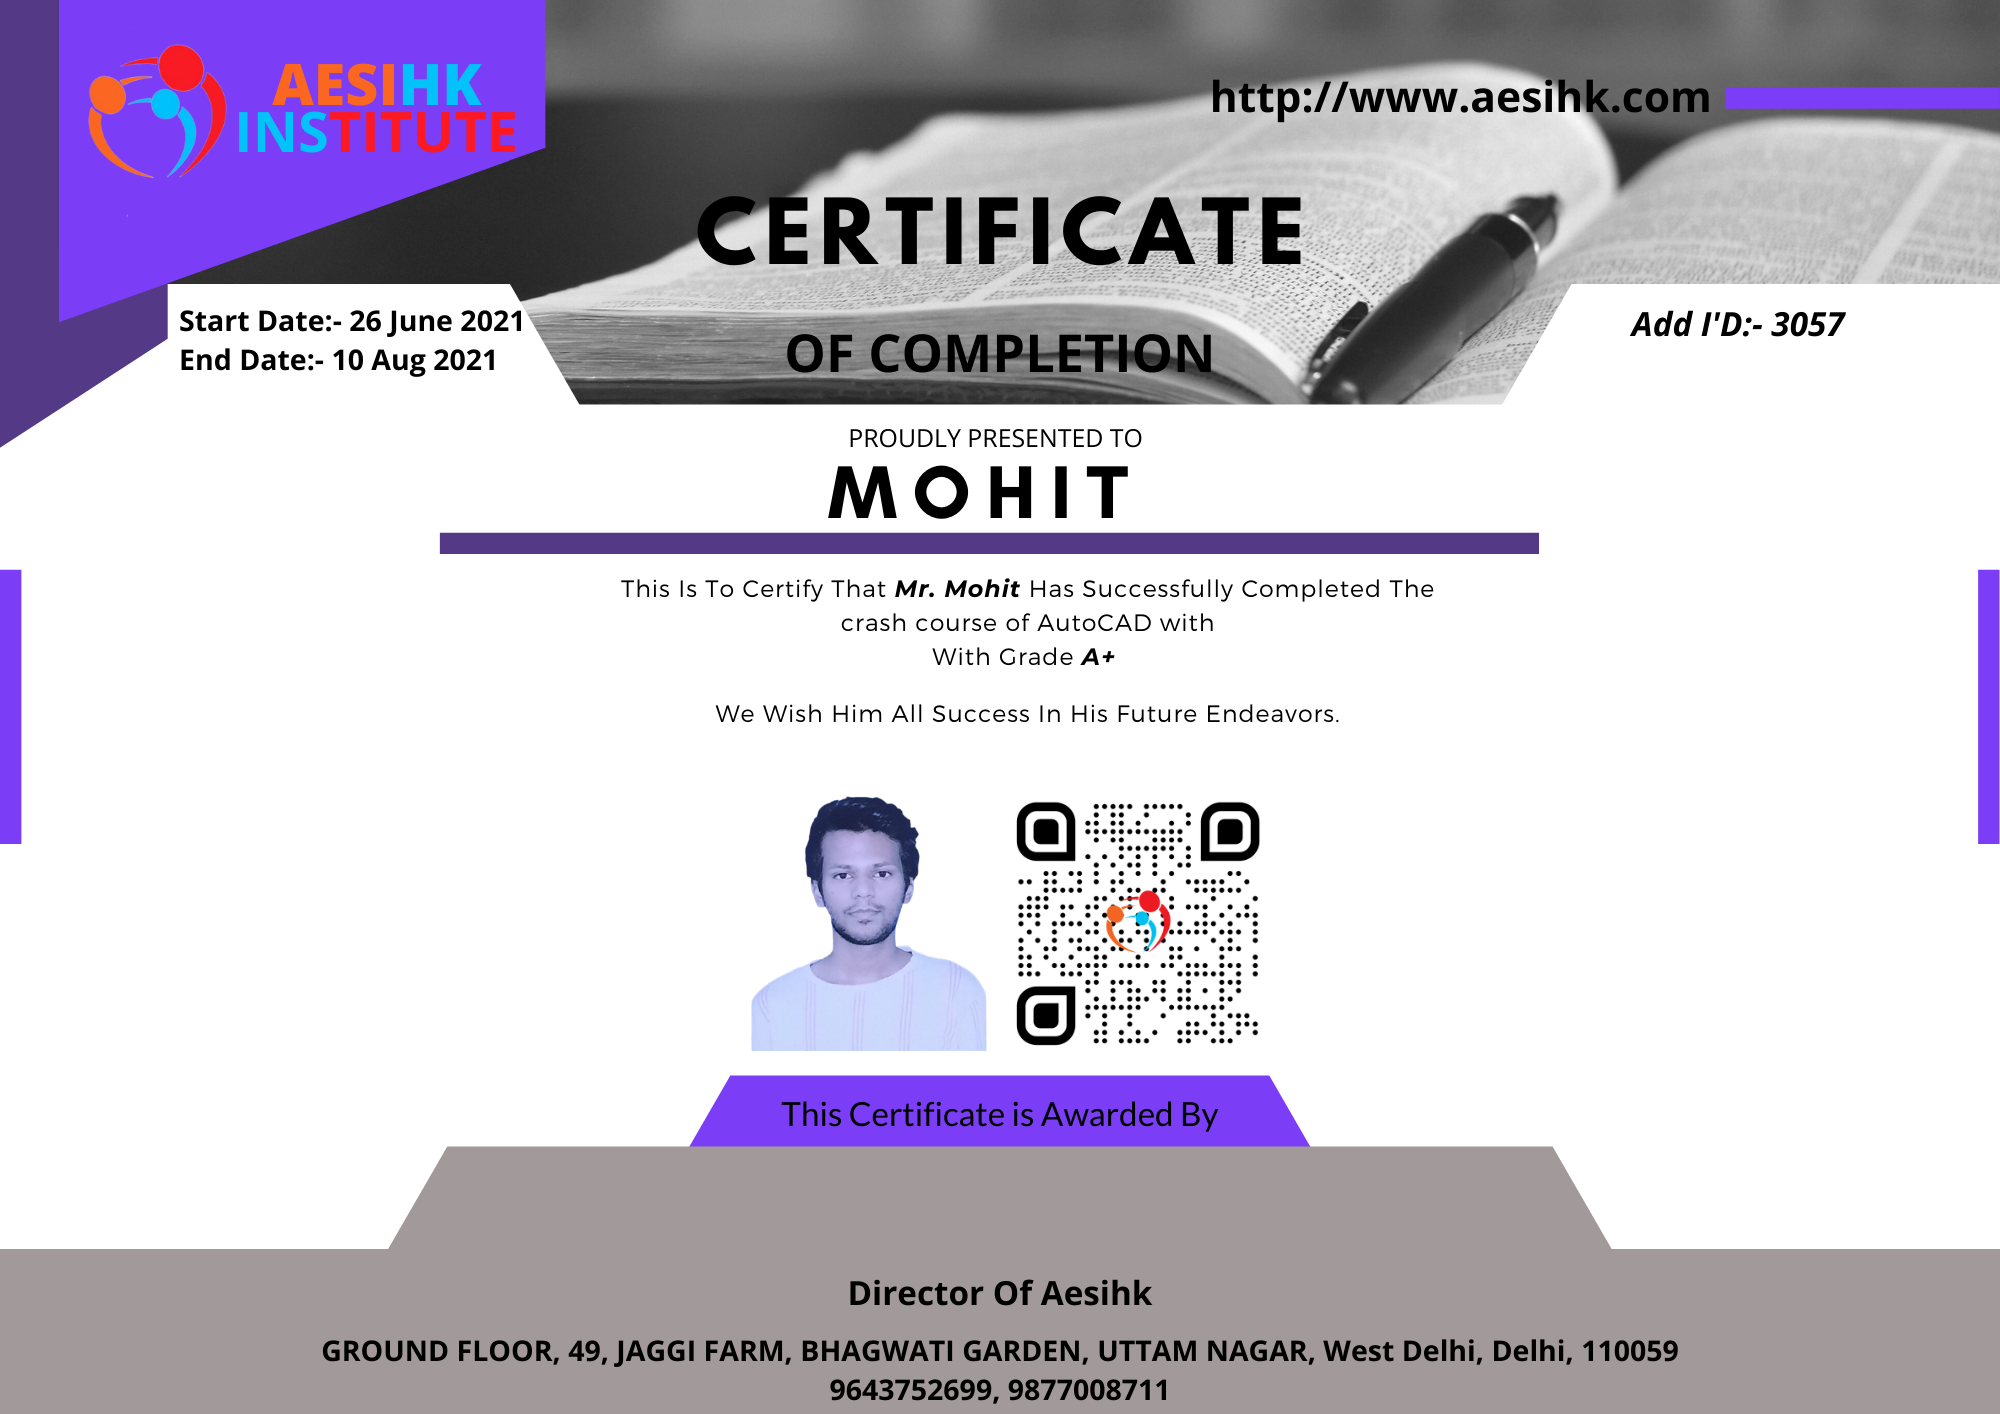 AESIHK
INSTITUTE
http://www.aesihk.com
CERTIFICATE
OF COMPLETION
Start Date:- 26 June 2021
End Date:- 10 Aug 2021
Add I'D:- 3057
PROUDLY PRESENTED TO
MOHIT
This Is To Certify That Mr. Mohit Has Successfully Completed The
crash course of AutoCAD with
With Grade A+
We Wish Him All Success In His Future Endeavors.
This Certificate is Awarded By
Director Of Aesihk
GROUND FLOOR, 49, JAGGI FARM, BHAGWATI GARDEN, UTTAM NAGAR, West Delhi, Delhi, 110059
9643752699, 9877008711